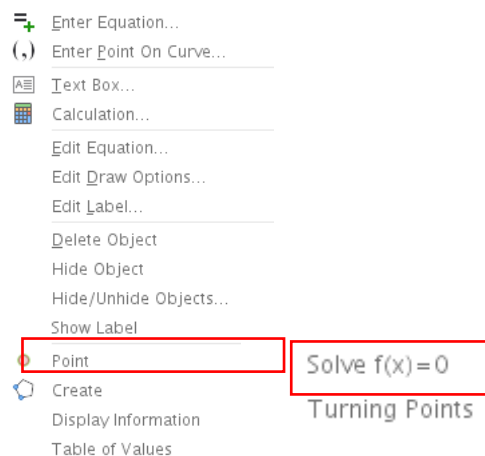 Enter Equation...
(,) Enter Point On Curve...
Text Box...
Calculation...
Edit Equation...
Edit Draw Options...
Edit Label...
Delete Object
Hide Object
Hide/Unhide Objects...
Show Label
Point
Solve f(x)=0
Create
Turning Points
Display Information
Table of Values